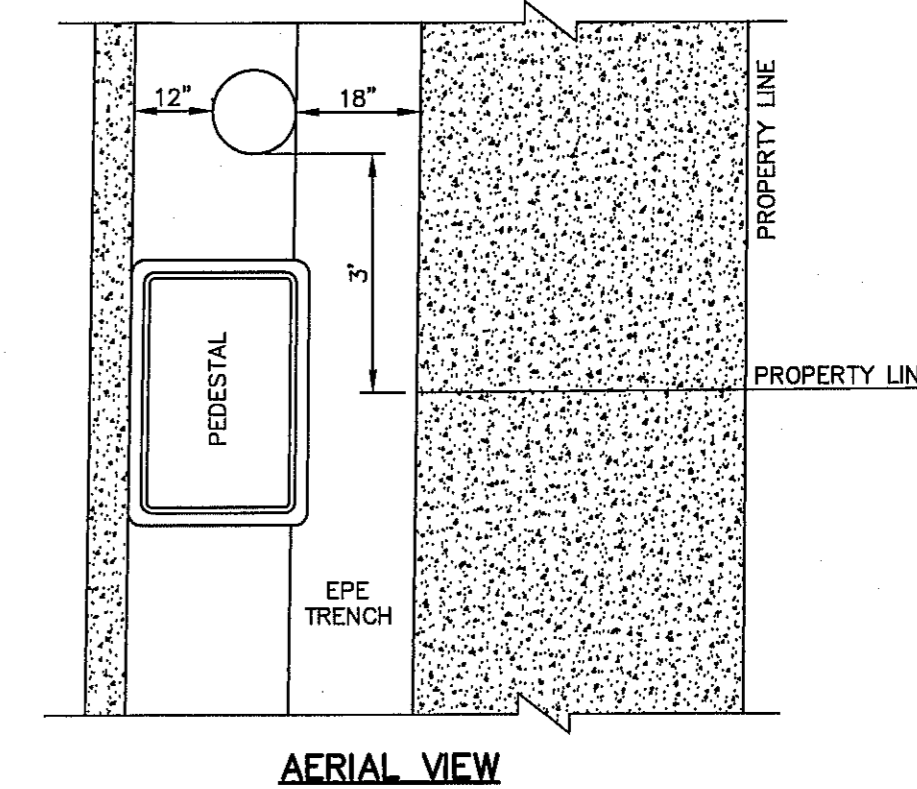 12"
18"
PROPERTY LINE
3'
PEDESTAL
PROPERTY LIN
EPE
TRENCH
AERIAL VIEW